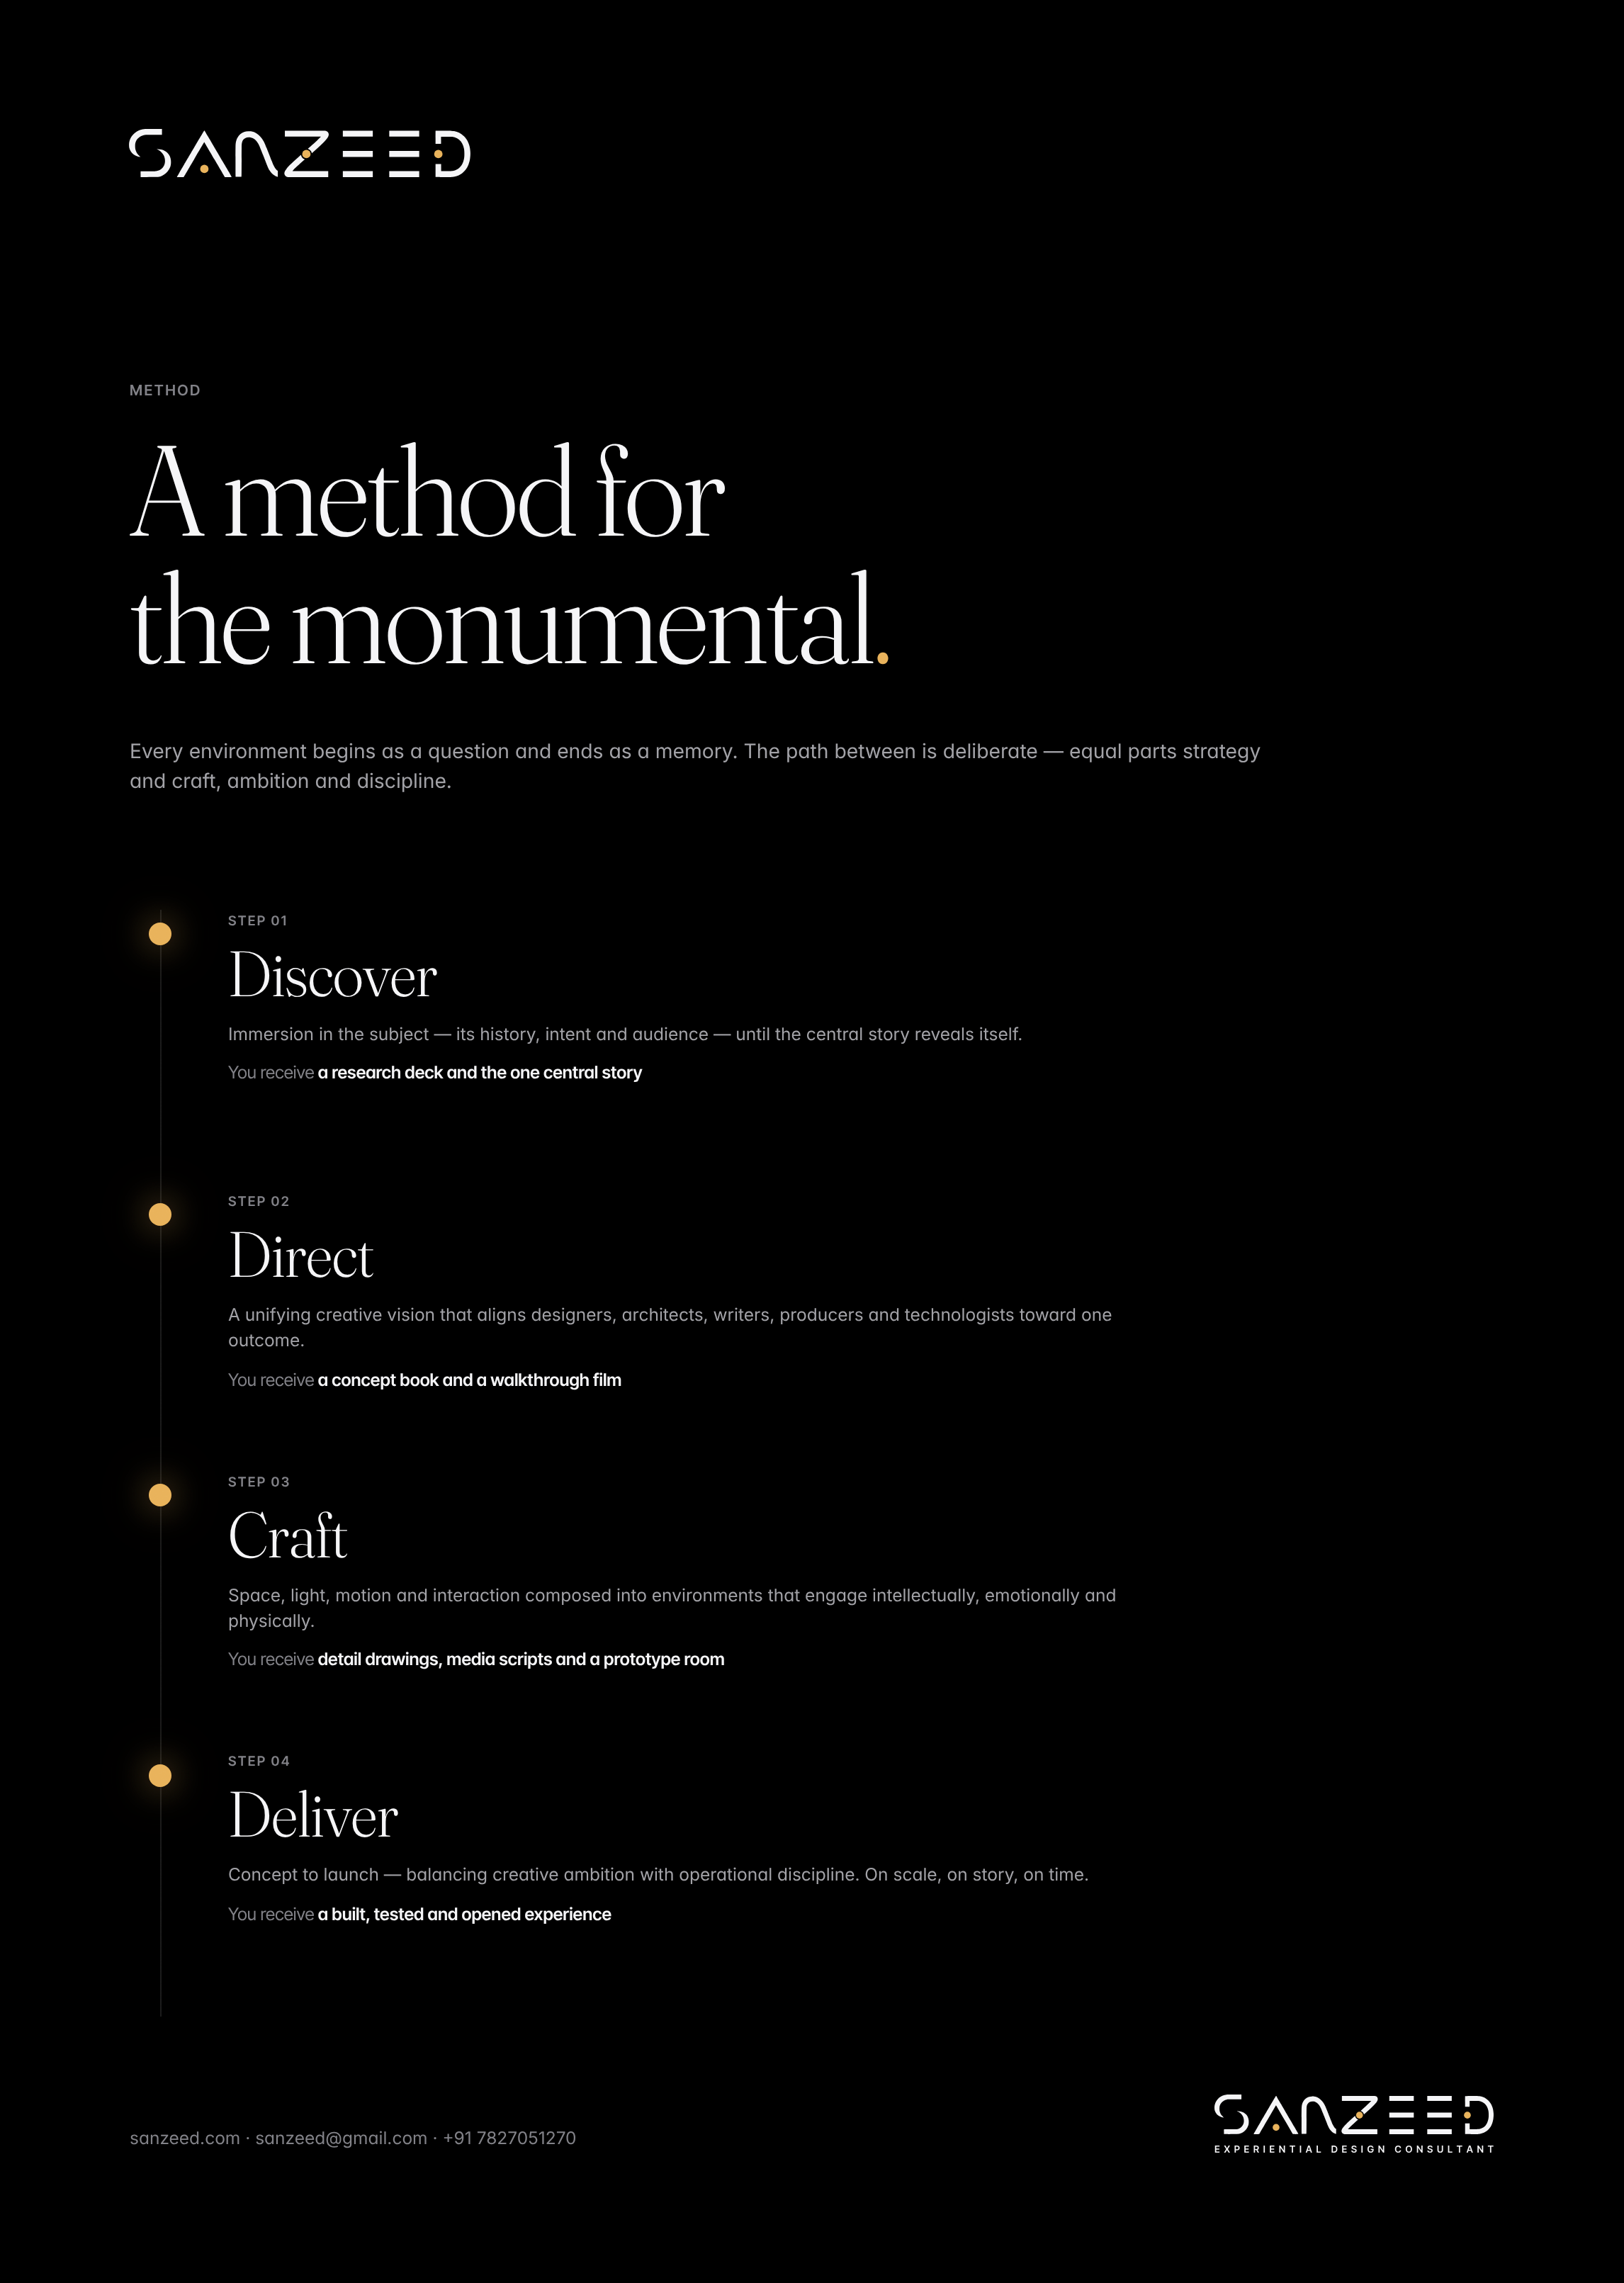 SANZEED
METHOD
A method for
the monumental.
Every environment begins as a question and ends as a memory. The path between is deliberate — equal parts strategy
and craft, ambition and discipline.
STEP 01
Discover
Immersion in the subject — its history, intent and audience — until the central story reveals itself.
You receive a research deck and the one central story
STEP 02
Direct
A unifying creative vision that aligns designers, architects, writers, producers and technologists toward one
outcome.
You receive a concept book and a walkthrough film
STEP 03
Craft
Space, light, motion and interaction composed into environments that engage intellectually, emotionally and
physically.
You receive detail drawings, media scripts and a prototype room
STEP 04
Deliver
Concept to launch — balancing creative ambition with operational discipline. On scale, on story, on time.
You receive a built, tested and opened experience
sanzeed.com · sanzeed@gmail.com · +91 7827051270
SANZEED
EXPERIENTIAL DESIGN CONSULTANT